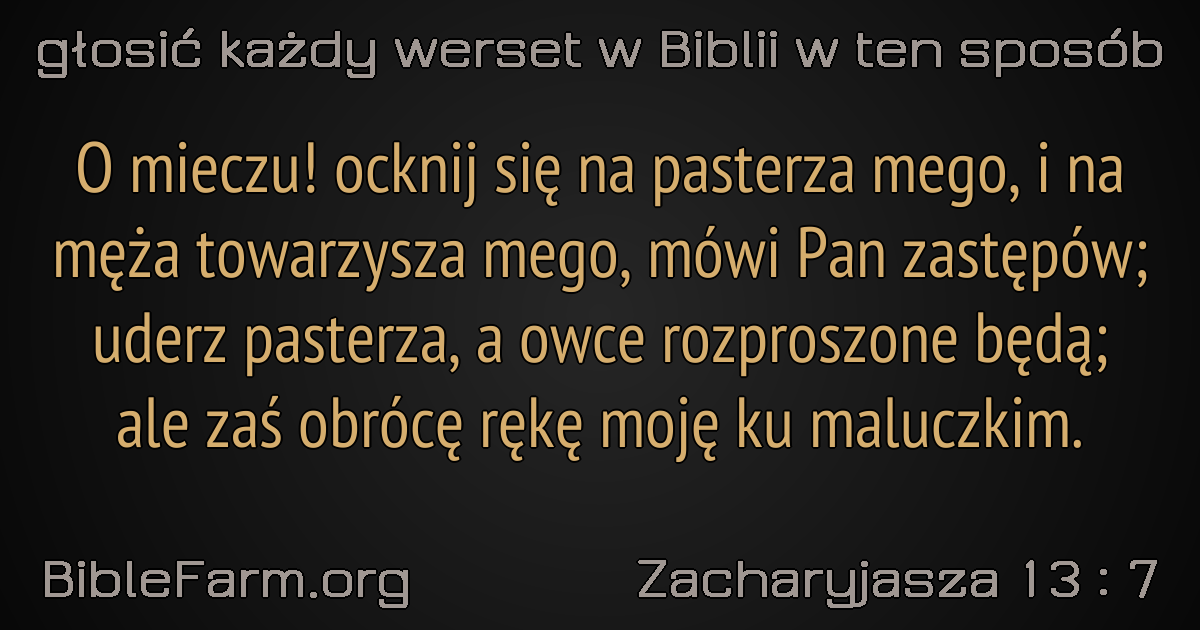 głosić każdy werset w Biblii w ten sposób
O mieczu! ocknij się na pasterza mego, i na
męża towarzysza mego, mówi Pan zastępów;
uderz pasterza, a owce rozproszone będą;
ale zaś obrócę rękę moję ku maluczkim.
BibleFarm.org
Zacharyjasza 13 : 7